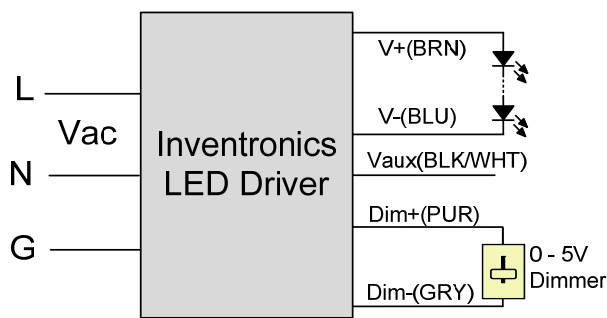 L
Vac
N
G
Inventronics
LED Driver
V+(BRN)
V-(BLU)
Vaux(BLK/WHT)
Dim+(PUR)
Dim-(GRY)
0 - 5V
Dimmer